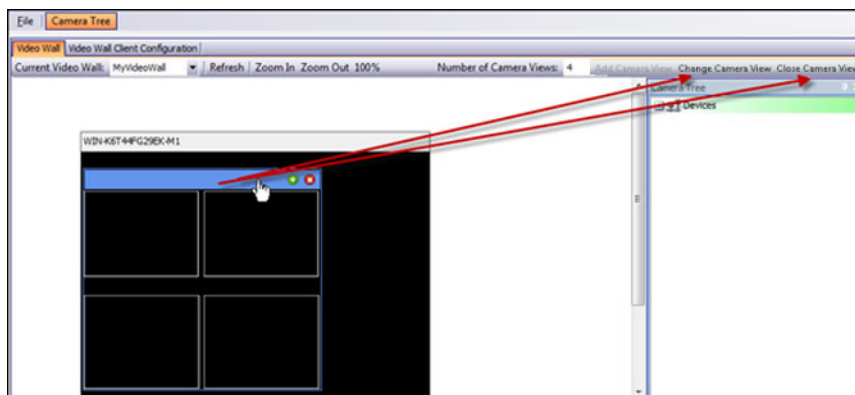 File Camera Tree
Video Wall Video Wall Client Configuration
Current Video Wall: MyVideoWall Refresh Zoom In Zoom Out 100% Number of Camera Views: 4 Add Camera View Change Camera View Close Camera View
Camera Tree
Devices
WIN-K6T44FG29EK-M1